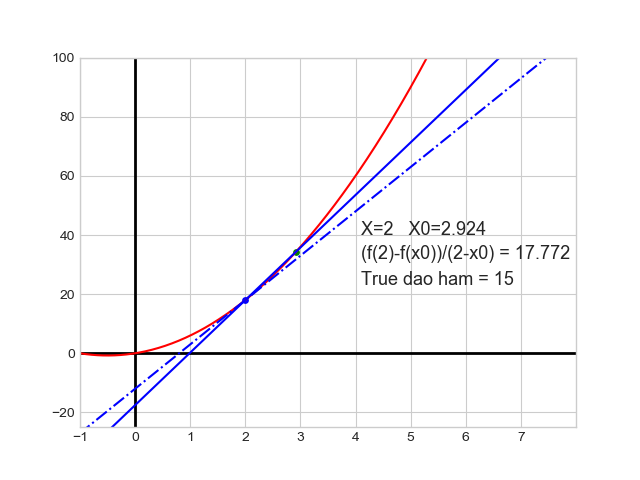 100
80
60
40
20
0
−20
−1 0 1 2 3 4 5 6 7
X=2 X0=2.924
(f(2)-f(x0))/(2-x0) = 17.772
True dao ham = 15